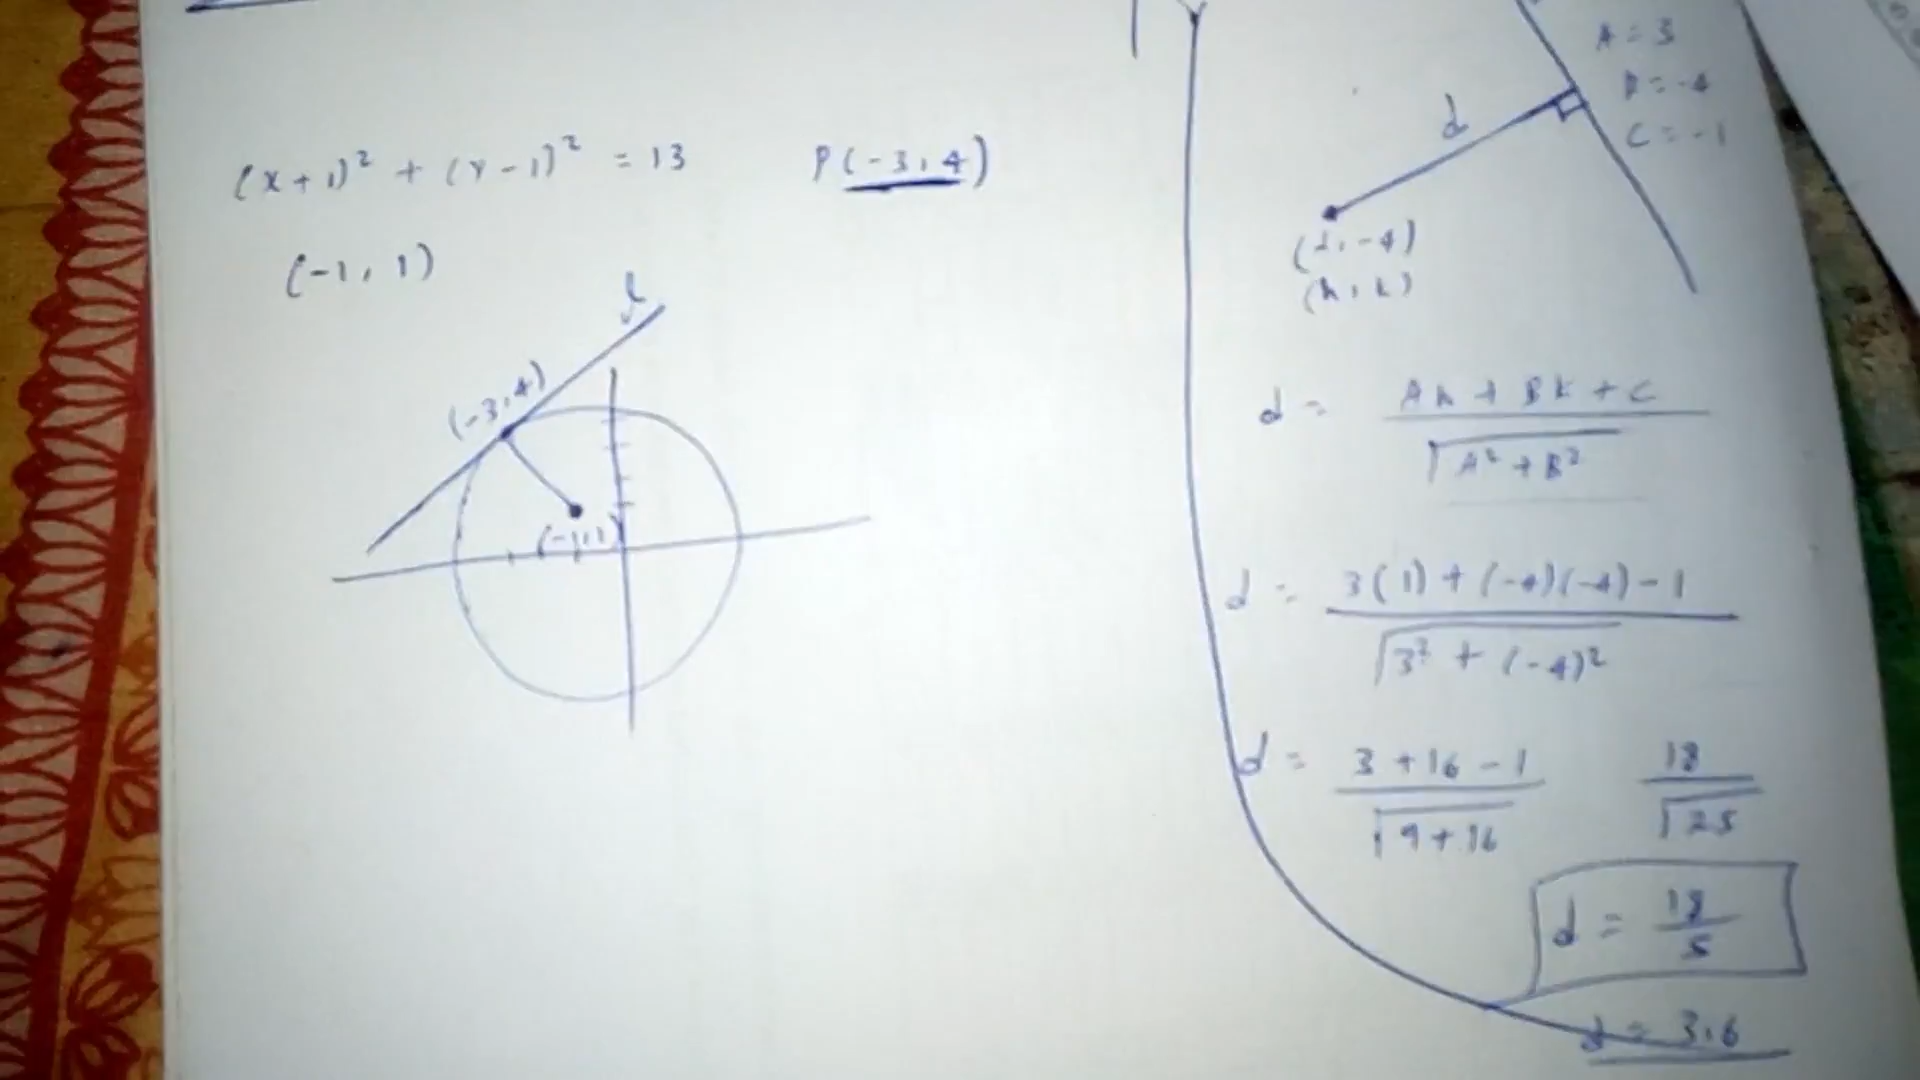 (x+1)² + (y-1)² = 13 P(-3,4)
(-1, 1)
l
(-3,4)
(-1,1)
A = 3
B = -4
C = -1
d
(1,-4)
(h,k)
d = Ah + Bk + C / √A² + B²
d = 3(1) + (-4)(-4) - 1 / √3² + (-4)²
d = 3 + 16 - 1 / √9 + 16 18 / √25
d = 18 / 5
d = 3.6